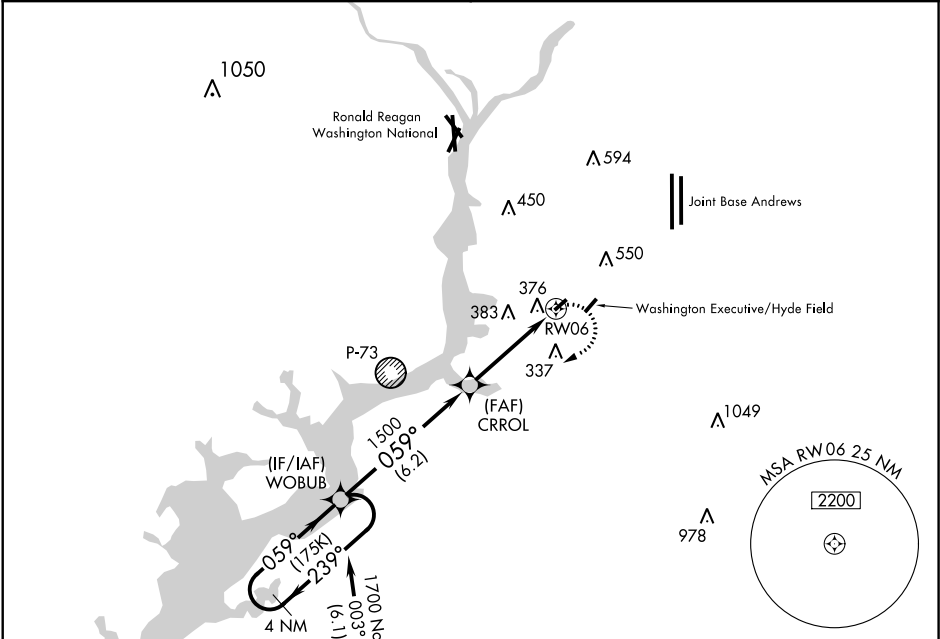 1050
Ronald Reagan
Washington National
594
450
Joint Base Andrews
550
376
383
Washington Executive/Hyde Field
RW06
337
P-73
(FAF)
CRROL
1500
059°
(6.2)
1049
(IF/IAF)
WOBUB
MSA RW06 25 NM
2200
978
059°
(175K)
239°
4 NM
1700
003°
(6.1)